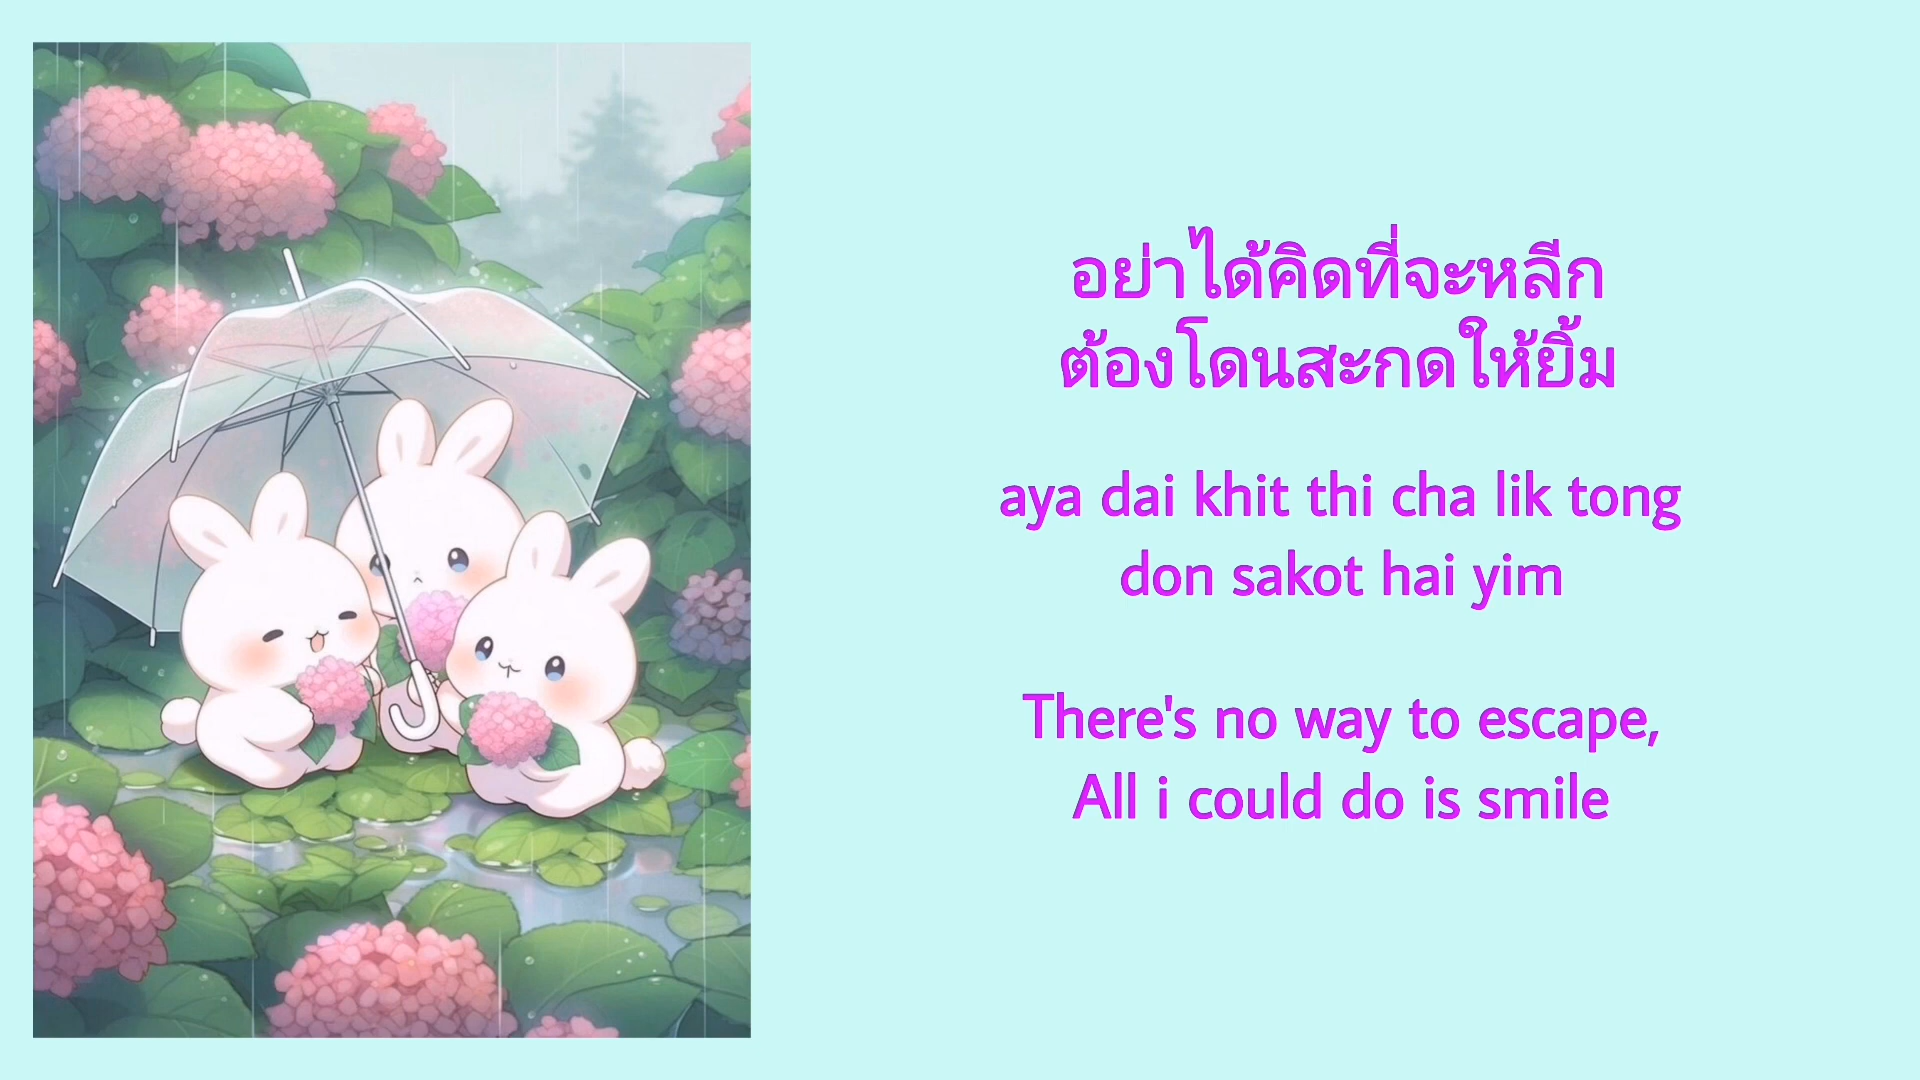 อย่าได้คิดที่จะหลีก
ต้องโดนสะกดให้ยิ้ม
aya dai khit thi cha lik tong
don sakot hai yim
There's no way to escape,
All i could do is smile